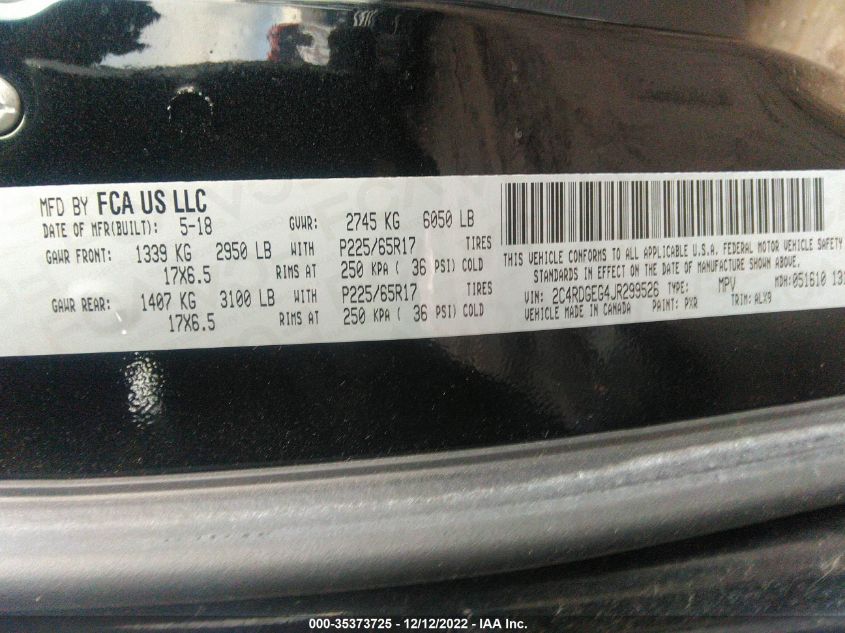 MFD BY FCA US LLC
DATE OF MFR(BUILT): 5-18 GVWR: 2745 KG 6050 LB
GAWR FRONT: 1339 KG 2950 LB WITH P225/65R17 TIRES
17X6.5 RIMS AT 250 KPA ( 36 PSI) COLD
GAWR REAR: 1407 KG 3100 LB WITH P225/65R17 TIRES
17X6.5 RIMS AT 250 KPA ( 36 PSI) COLD
THIS VEHICLE CONFORMS TO ALL APPLICABLE U.S.A. FEDERAL MOTOR VEHICLE SAFETY
STANDARDS IN EFFECT ON THE DATE OF MANUFACTURE SHOWN ABOVE.
VIN: 2C4RDGEG4JR299526 TYPE: MPV MDH: 051610
VEHICLE MADE IN CANADA PAINT: PXR TRIM: ALX9
000-35373725 - 12/12/2022 - IAA Inc.